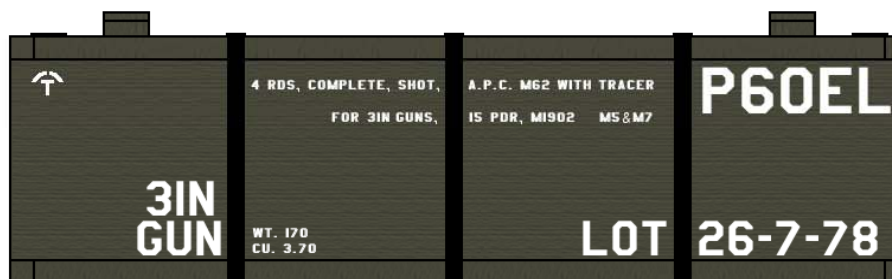 4 RDS, COMPLETE, SHOT, A.P.C. M62 WITH TRACER
FOR 3IN GUNS, 15 PDR, M1902 M5&M7
P60EL
3IN
GUN
WT. 170
CU. 3.70
LOT 26-7-78